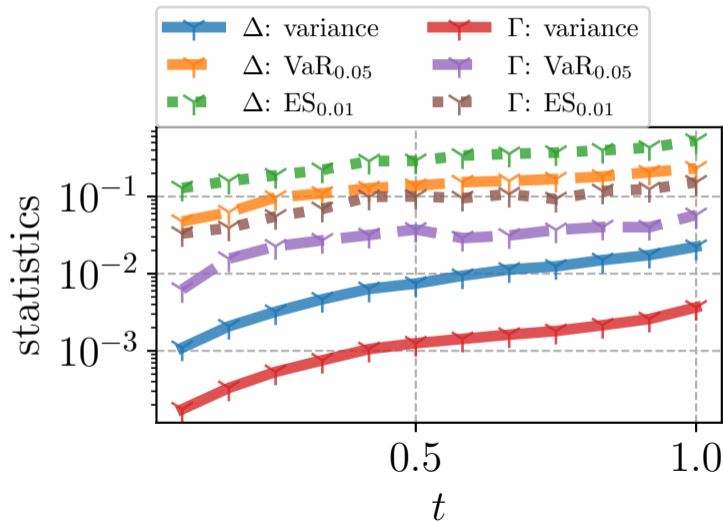 Δ: variance
Γ: variance
Δ: VaR₀.₀₅
Γ: VaR₀.₀₅
Δ: ES₀.₀₁
Γ: ES₀.₀₁
statistics
10⁻¹
10⁻²
10⁻³
0.5
1.0
t